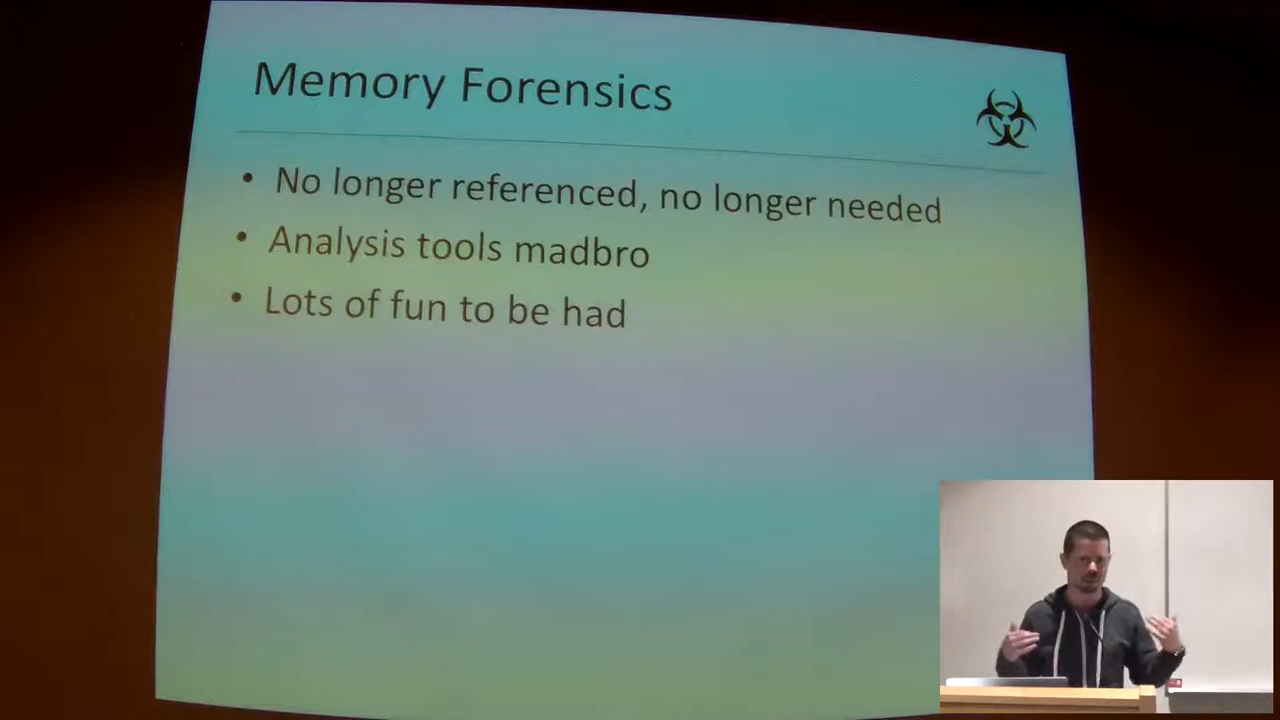 Memory Forensics
• No longer referenced, no longer needed
• Analysis tools madbro
• Lots of fun to be had